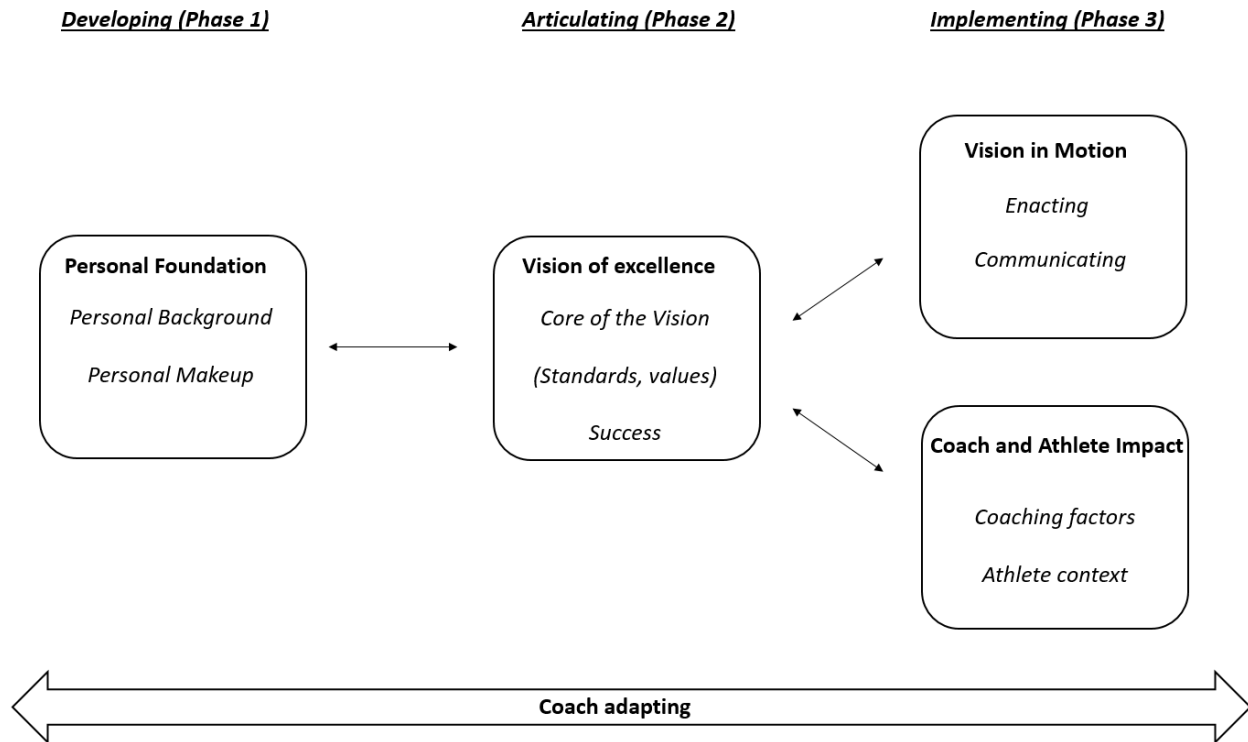 Developing (Phase 1)
Articulating (Phase 2)
Implementing (Phase 3)
Personal Foundation
Personal Background
Personal Makeup
Vision of excellence
Core of the Vision
(Standards, values)
Success
Vision in Motion
Enacting
Communicating
Coach and Athlete Impact
Coaching factors
Athlete context
Coach adapting